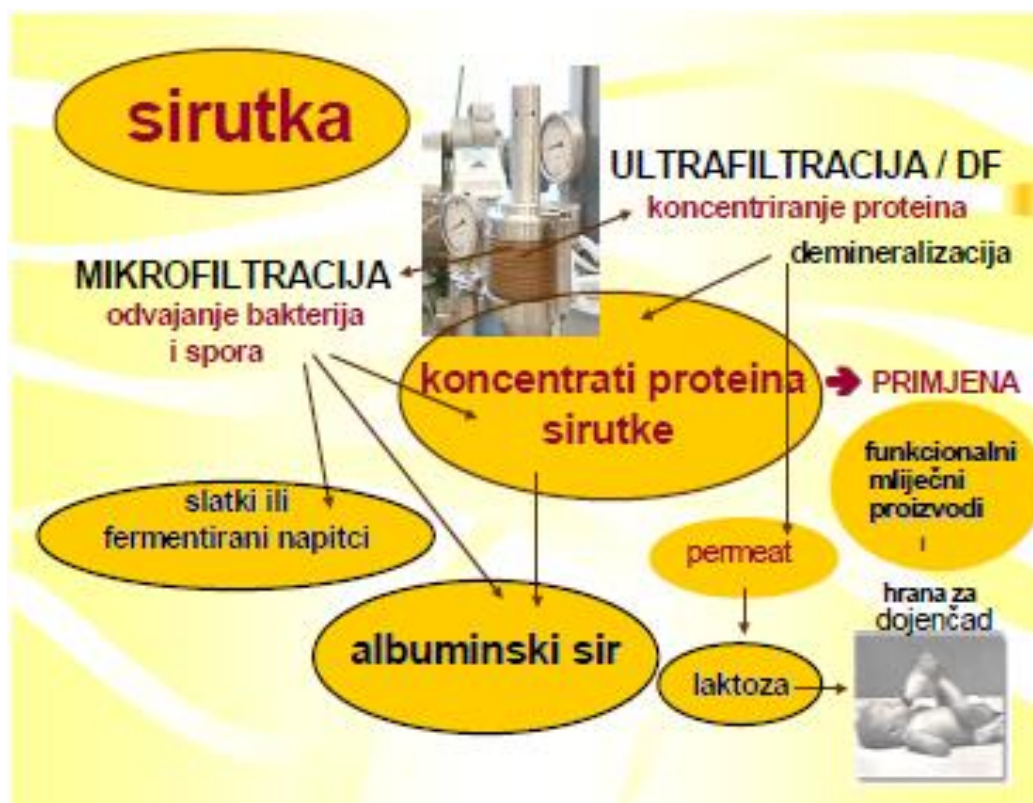 sirutka
ULTRAFILTRACIJA / DF
koncentriranje proteina
demineralizacija
MIKROFILTRACIJA
odvajanje bakterija
i spora
koncentrati proteina
sirutke
PRIMJENA
funkcionalni
mliječni
proizvodi
i
hrana za
dojenčad
slatki ili
fermentirani napitci
permeat
albuminski sir
laktoza